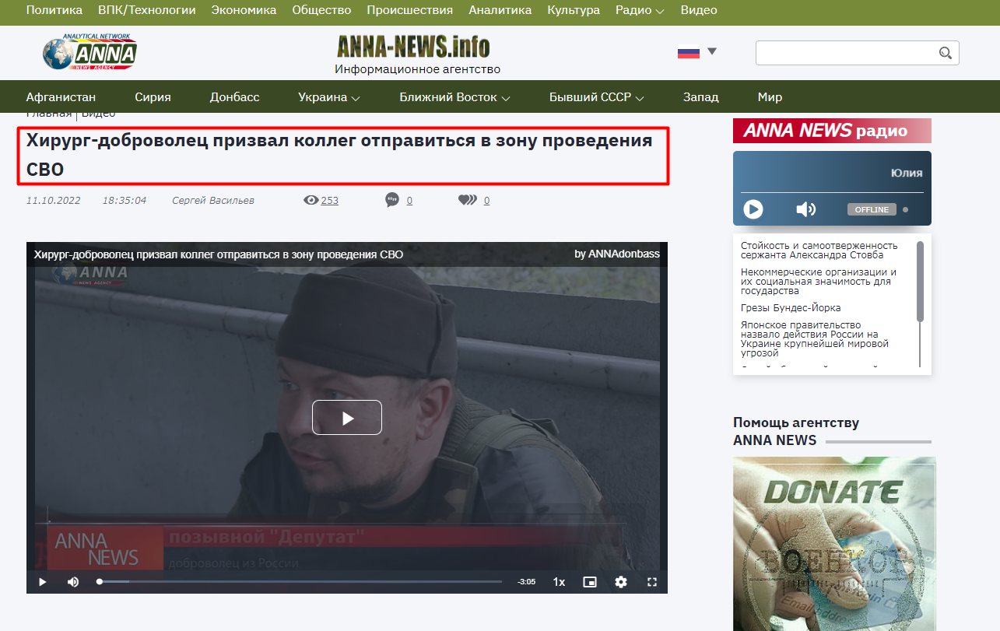 Политика ВПК/Технологии Экономика Общество Происшествия Аналитика Культура Радио Видео
ANALYTICAL NETWORK
ANNA
NEWS AGENCY
ANNA-NEWS.info
Информационное агентство
Афганистан Сирия Донбасс Украина Ближний Восток Бывший СССР Запад Мир
Главная | Видео
Хирург-доброволец призвал коллег отправиться в зону проведения
СВО
11.10.2022 18:35:04 Сергей Васильев 253 0 0
Хирург-доброволец призвал коллег отправиться в зону проведения СВО by ANNAdonbass
ANNA
NEWS AGENCY
ANNA
NEWS
позывной "Депутат"
доброволец из России
-3:05 1x
ANNA NEWS радио
Юлия
OFFLINE
Стойкость и самоотверженность
сержанта Александра Стовба
Некоммерческие организации и
их социальная значимость для
государства
Грезы Бундес-Йорка
Японское правительство
назвало действия России на
Украине крупнейшей мировой
угрозой
Помощь агентству
ANNA NEWS
DONATE
ВОЕНКОР
Email address